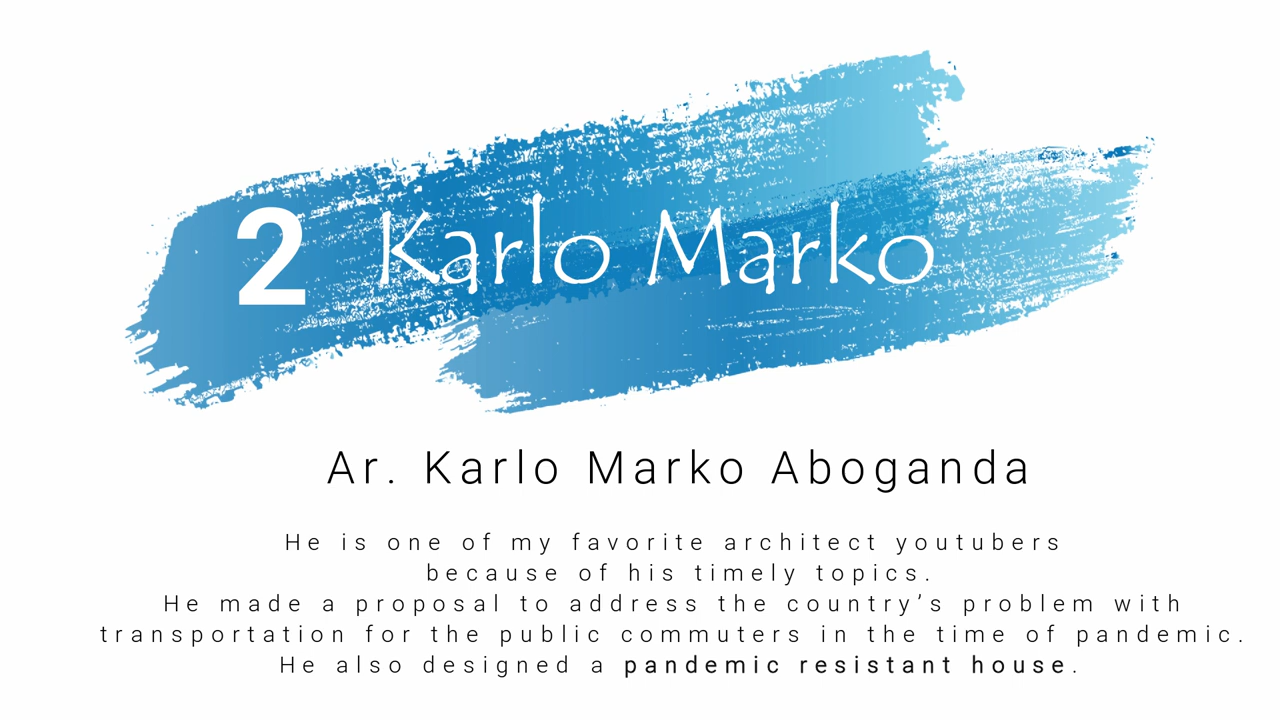 2 Karlo Marko
Ar. Karlo Marko Aboganda
He is one of my favorite architect youtubers
because of his timely topics.
He made a proposal to address the country’s problem with
transportation for the public commuters in the time of pandemic.
He also designed a pandemic resistant house.